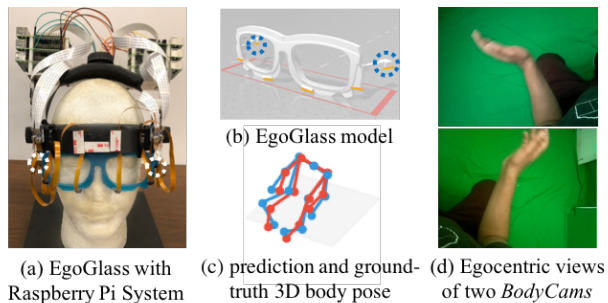 (a) EgoGlass with
Raspberry Pi System
(b) EgoGlass model
(c) prediction and ground-
truth 3D body pose
(d) Egocentric views
of two BodyCams